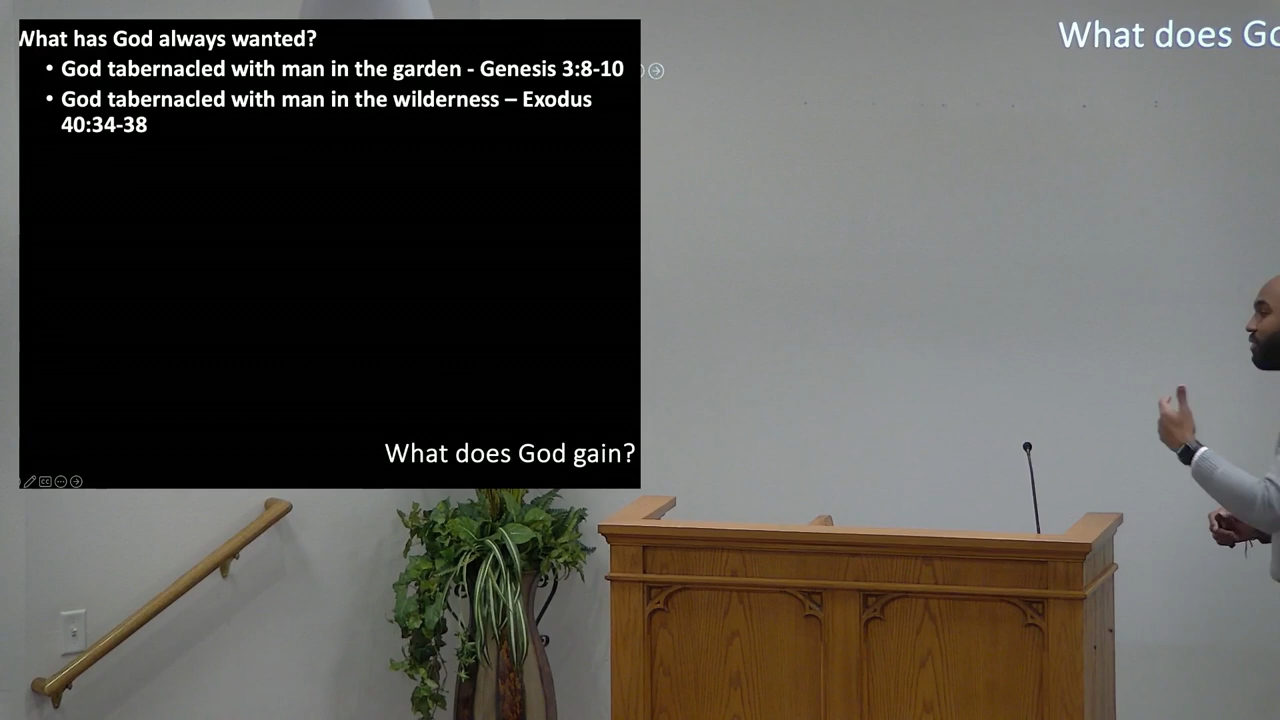 What has God always wanted?
• God tabernacled with man in the garden - Genesis 3:8-10
• God tabernacled with man in the wilderness – Exodus
40:34-38
What does God gain?
What does Go